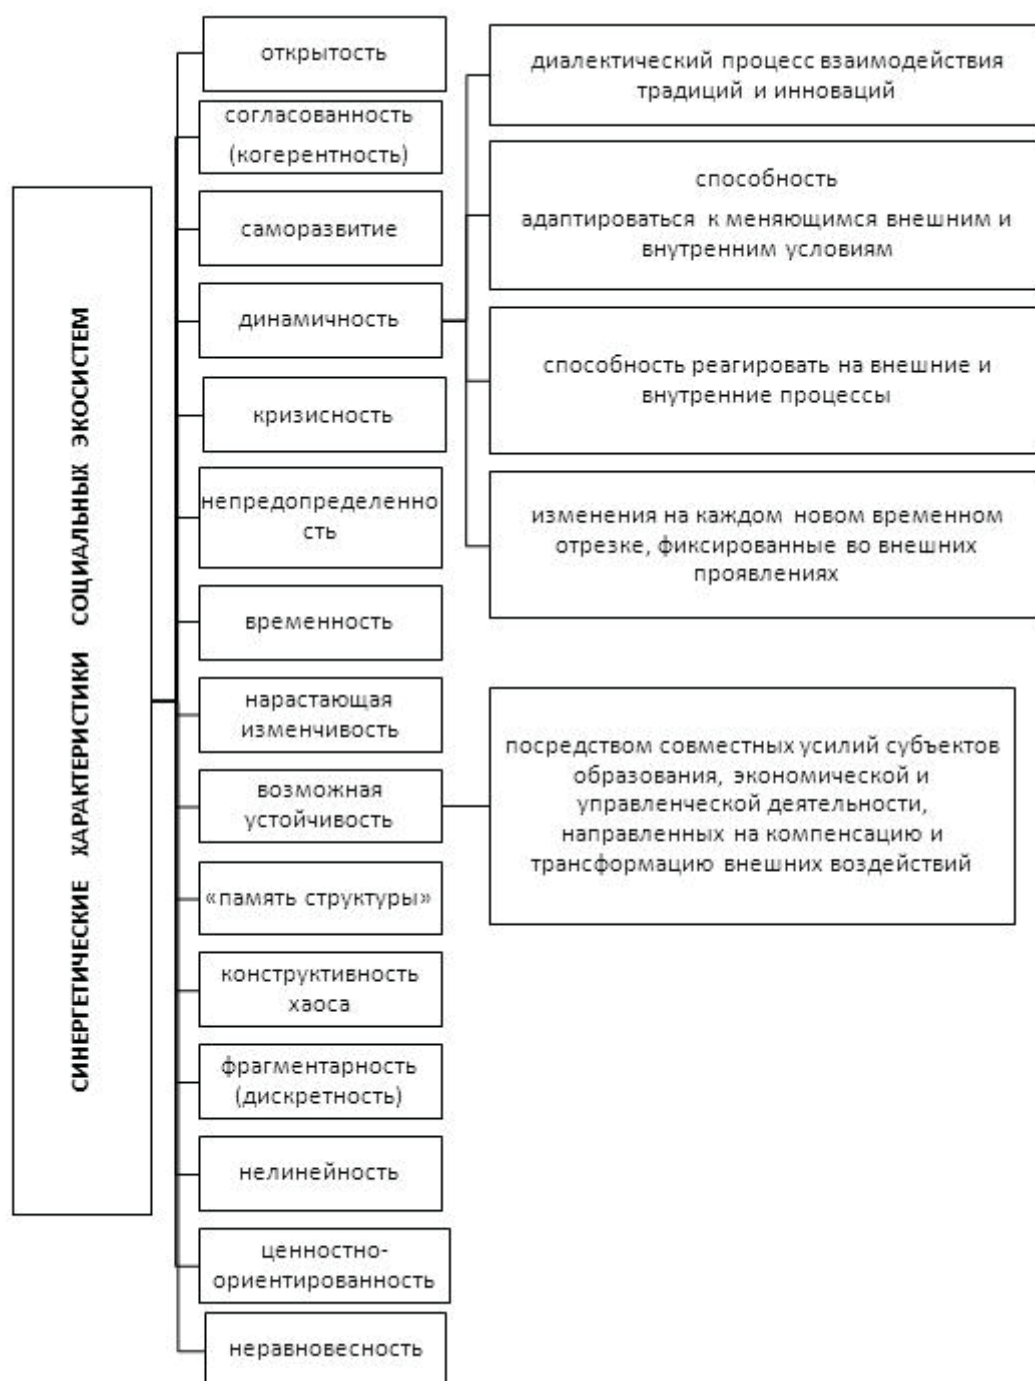 СИНЕРГЕТИЧЕСКИЕ ХАРАКТЕРИСТИКИ СОЦИАЛЬНЫХ ЭКОСИСТЕМ
открытость
согласованность
(когерентность)
саморазвитие
динамичность
диалектический процесс взаимодействия
традиций и инноваций
способность
адаптироваться к меняющимся внешним и
внутренним условиям
способность реагировать на внешние и
внутренние процессы
изменения на каждом новом временном
отрезке, фиксированные во внешних
проявлениях
кризисность
непредопределенно
сть
временность
нарастающая
изменчивость
возможная
устойчивость
посредством совместных усилий субъектов
образования, экономической и
управленческой деятельности,
направленных на компенсацию и
трансформацию внешних воздействий
«память структуры»
конструктивность
хаоса
фрагментарность
(дискретность)
нелинейность
ценностно-
ориентированность
неравновесность